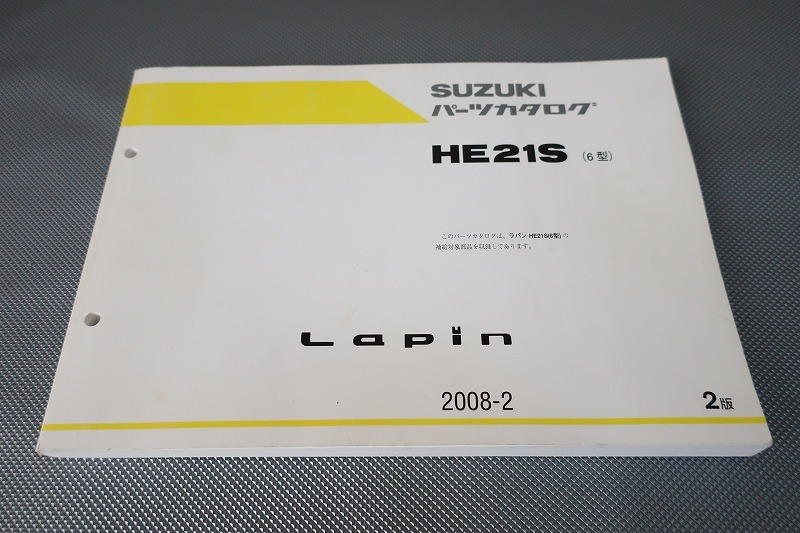 SUZUKI
パーツカタログ
HE21S (6型)
このパーツカタログは、ラパン HE21S(6型) の
補給対象部品を収録してあります。
Lapin
2008-2
2版